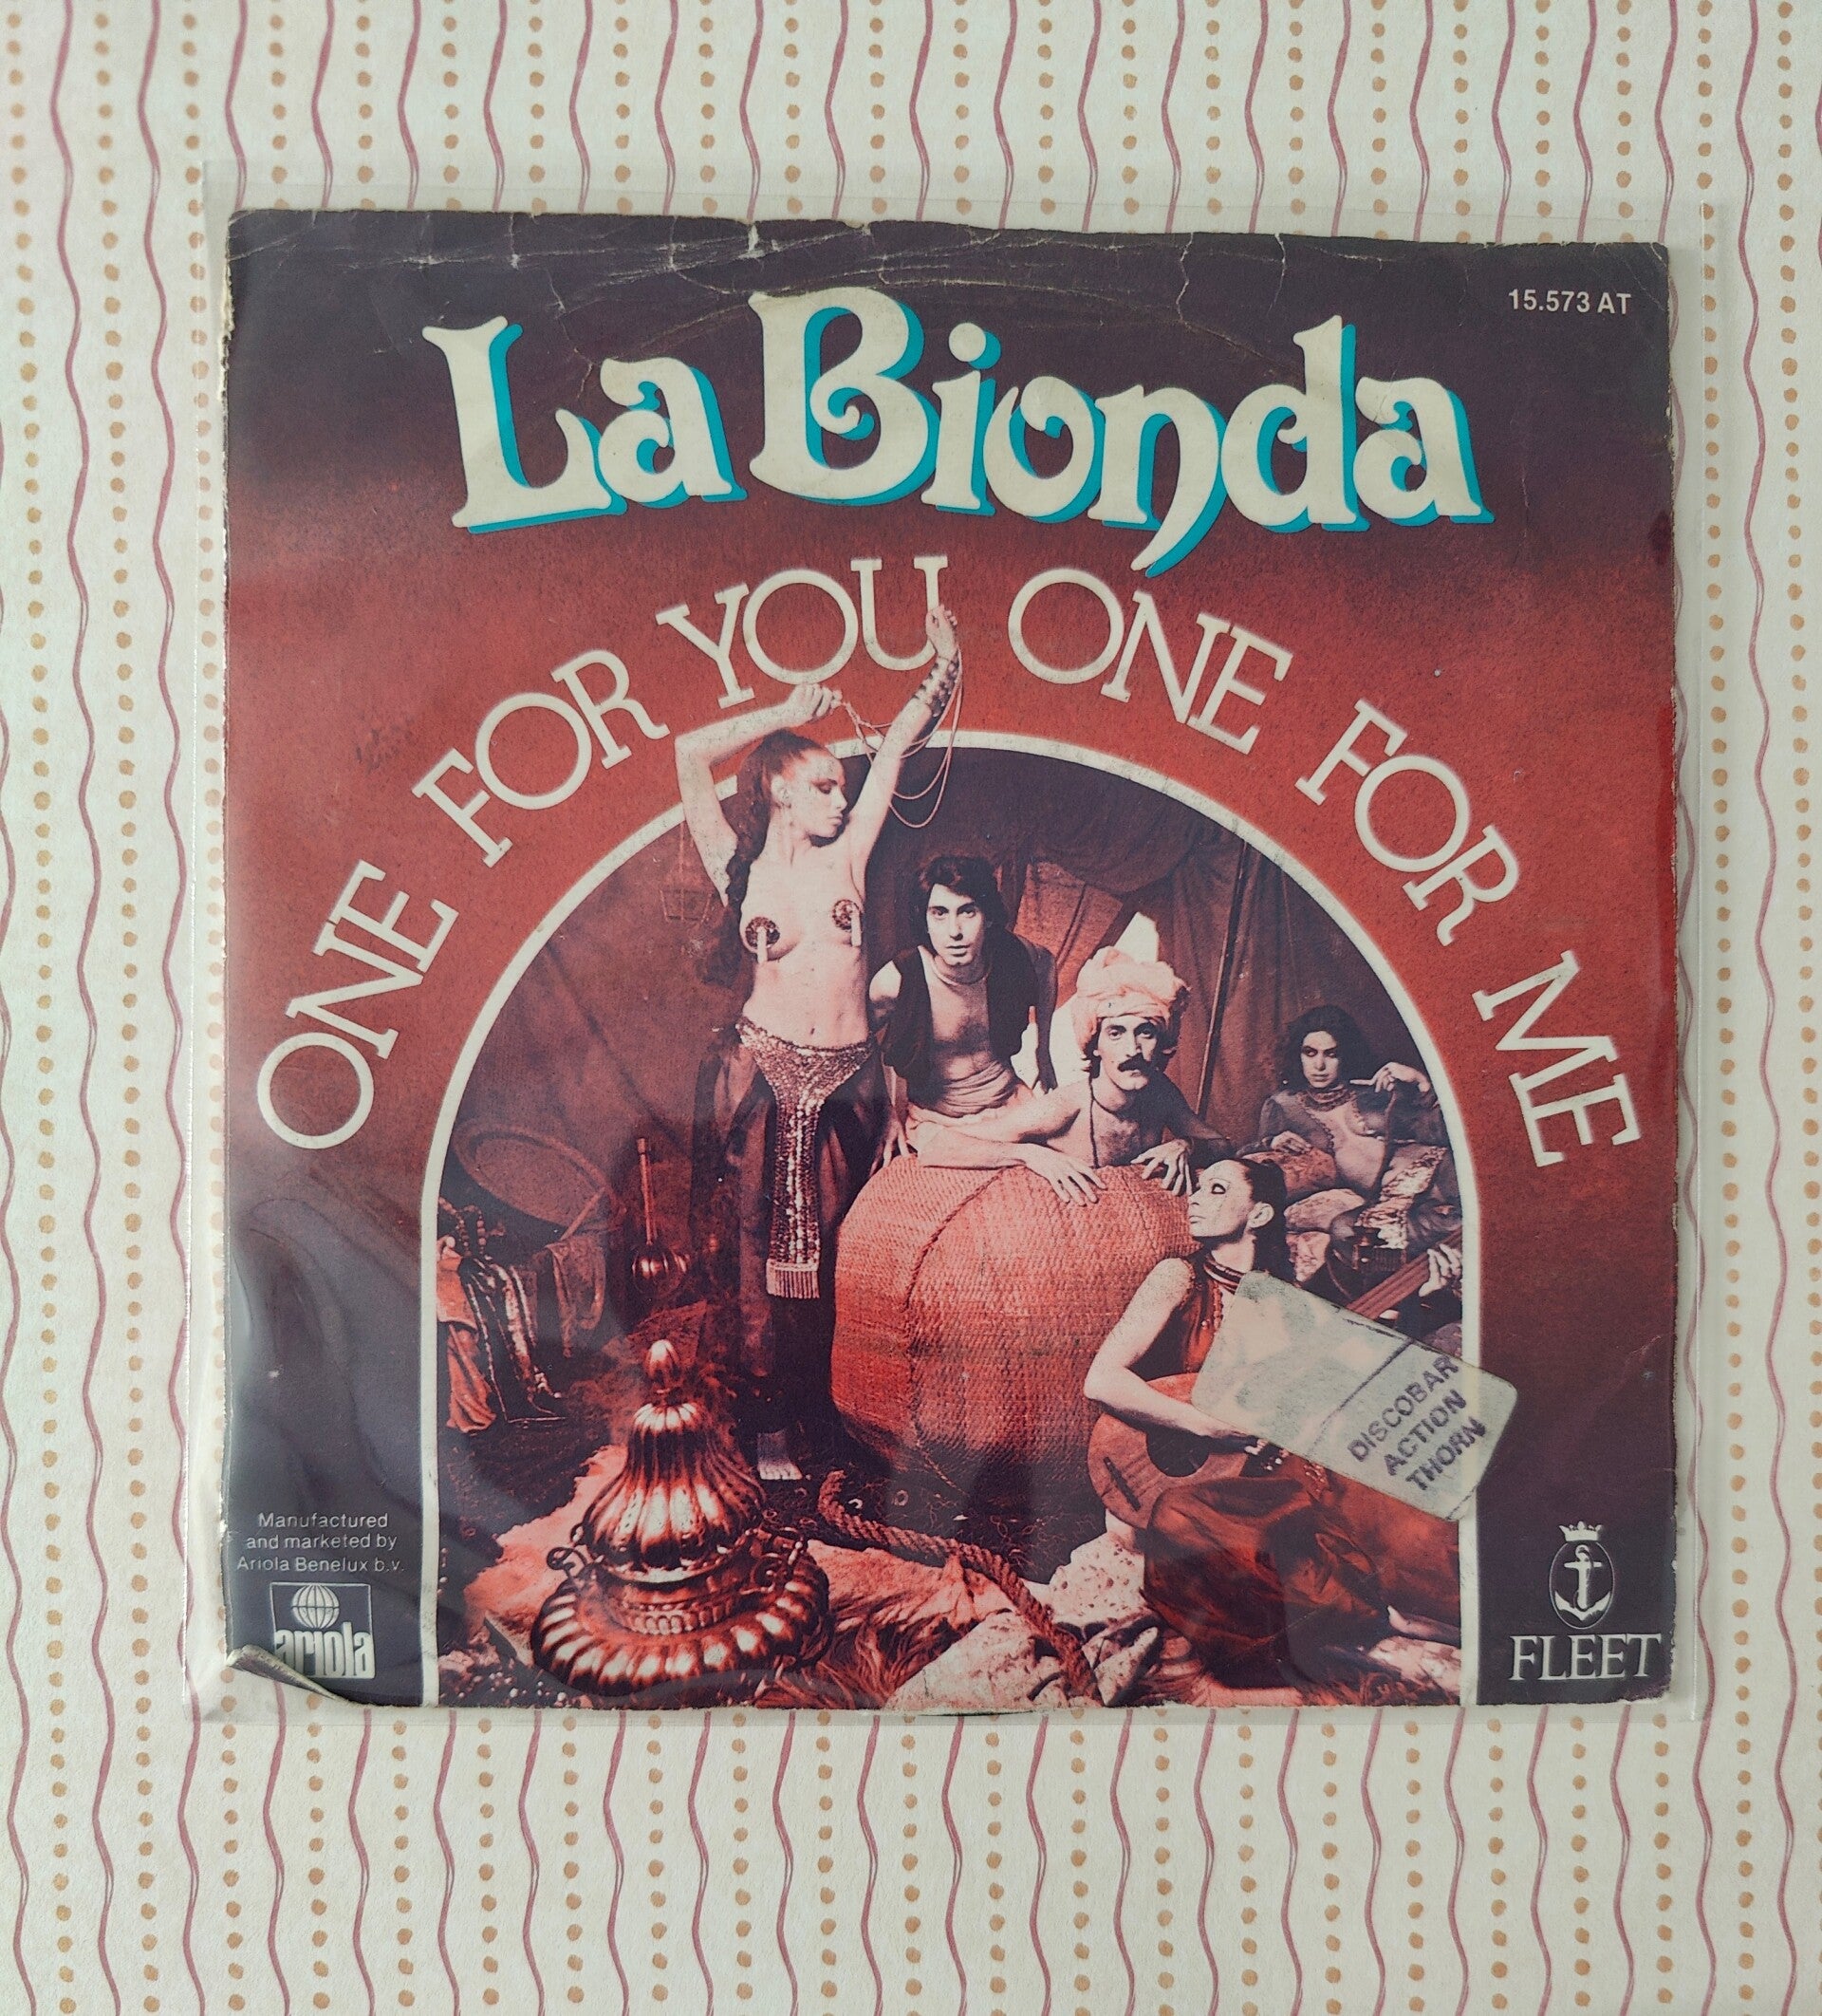 15.573 AT
La Bionda
ONE FOR YOU ONE FOR ME
DISCOBAR
ACTION
THORN
Manufactured
and marketed by
Ariola Benelux b.v.
ariola
FLEET